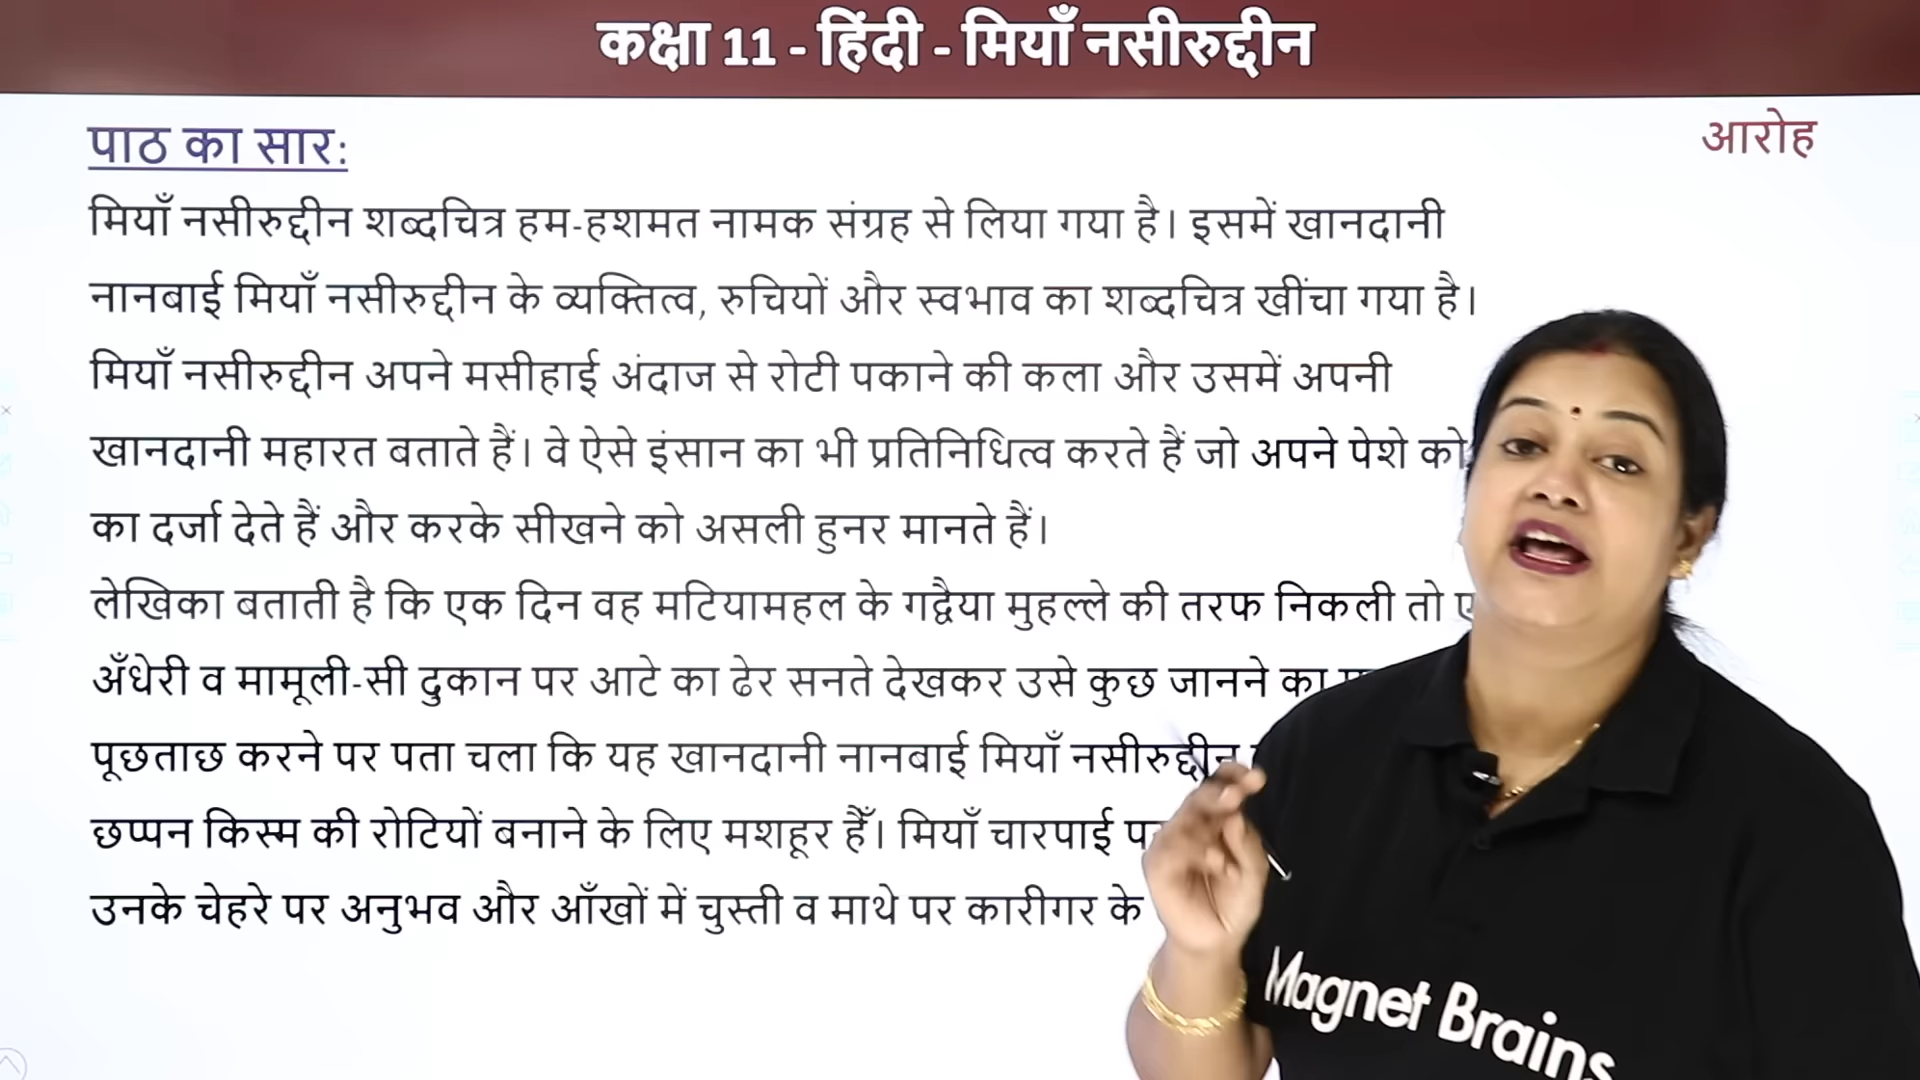 कक्षा 11 - हिंदी - मियाँ नसीरुद्दीन
पाठ का सार:
आरोह
मियाँ नसीरुद्दीन शब्दचित्र हम-हशमत नामक संग्रह से लिया गया है। इसमें खानदानी
नानबाई मियाँ नसीरुद्दीन के व्यक्तित्व, रुचियों और स्वभाव का शब्दचित्र खींचा गया है।
मियाँ नसीरुद्दीन अपने मसीहाई अंदाज से रोटी पकाने की कला और उसमें अपनी
खानदानी महारत बताते हैं। वे ऐसे इंसान का भी प्रतिनिधित्व करते हैं जो अपने पेशे को
का दर्जा देते हैं और करके सीखने को असली हुनर मानते हैं।
लेखिका बताती है कि एक दिन वह मटियामहल के गद्वैया मुहल्ले की तरफ निकली तो
अँधेरी व मामूली-सी दुकान पर आटे का ढेर सनते देखकर उसे कुछ जानने का
पूछताछ करने पर पता चला कि यह खानदानी नानबाई मियाँ नसीरुद्दीन
छप्पन किस्म की रोटियों बनाने के लिए मशहूर हैँ। मियाँ चारपाई
उनके चेहरे पर अनुभव और आँखों में चुस्ती व माथे पर कारीगर के
Magnet Brains